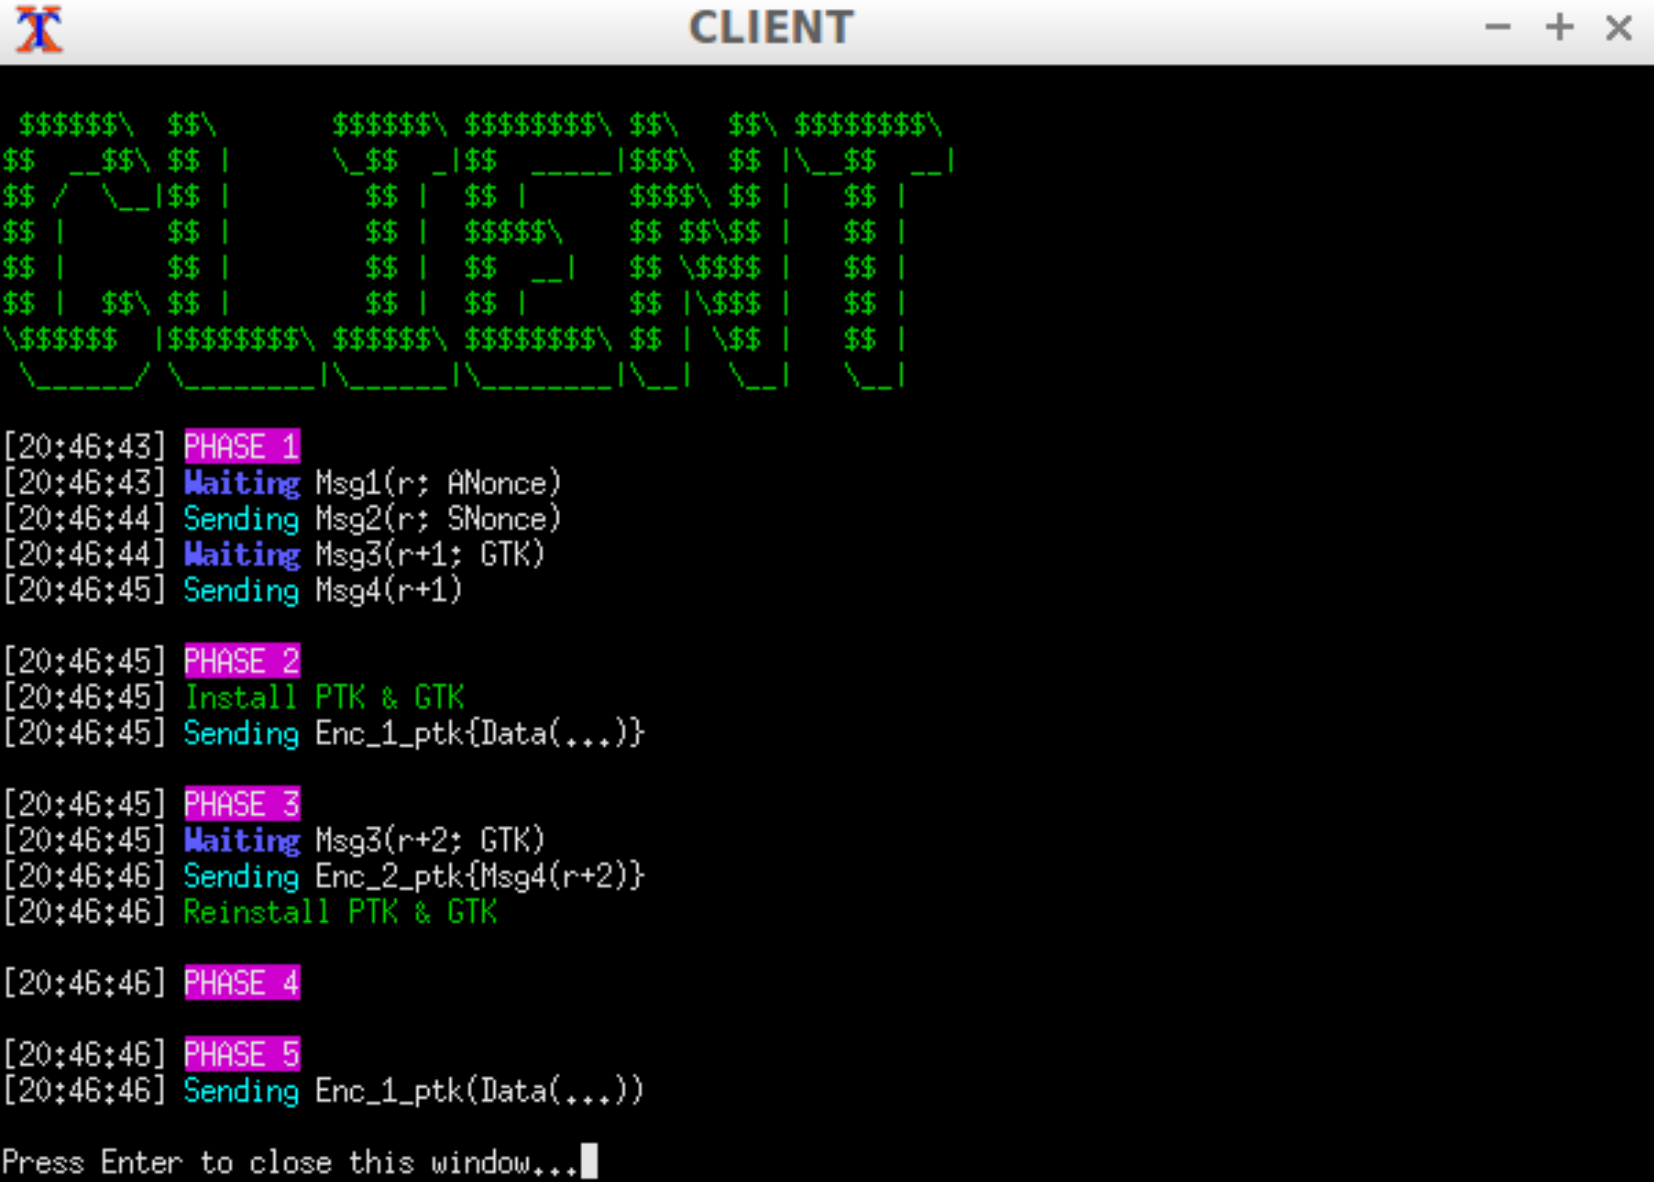 CLIENT
 $$$$$$\  $$\       $$$$$$\ $$$$$$$$\ $$\   $$\ $$$$$$$$\
$$  __$$\ $$ |      \_$$  _|$$  _____|$$$\  $$ |\__$$  __|
$$ /  \__|$$ |        $$ |  $$ |      $$$$\ $$ |   $$ |
$$ |      $$ |        $$ |  $$$$$\    $$ $$\$$ |   $$ |
$$ |      $$ |        $$ |  $$  __|   $$ \$$$$ |   $$ |
$$ |  $$\ $$ |        $$ |  $$ |      $$ |\$$$ |   $$ |
\$$$$$$  |$$$$$$$$\ $$$$$$\ $$$$$$$$\ $$ | \$$ |   $$ |
 \______/ \________|\______|\________|\__|  \__|   \__|
[20:46:43] PHASE 1
[20:46:43] Waiting Msg1(r; ANonce)
[20:46:44] Sending Msg2(r; SNonce)
[20:46:44] Waiting Msg3(r+1; GTK)
[20:46:45] Sending Msg4(r+1)
[20:46:45] PHASE 2
[20:46:45] Install PTK & GTK
[20:46:45] Sending Enc_1_ptk{Data(...)}
[20:46:45] PHASE 3
[20:46:45] Waiting Msg3(r+2; GTK)
[20:46:46] Sending Enc_2_ptk{Msg4(r+2)}
[20:46:46] Reinstall PTK & GTK
[20:46:46] PHASE 4
[20:46:46] PHASE 5
[20:46:46] Sending Enc_1_ptk(Data(...))
Press Enter to close this window...